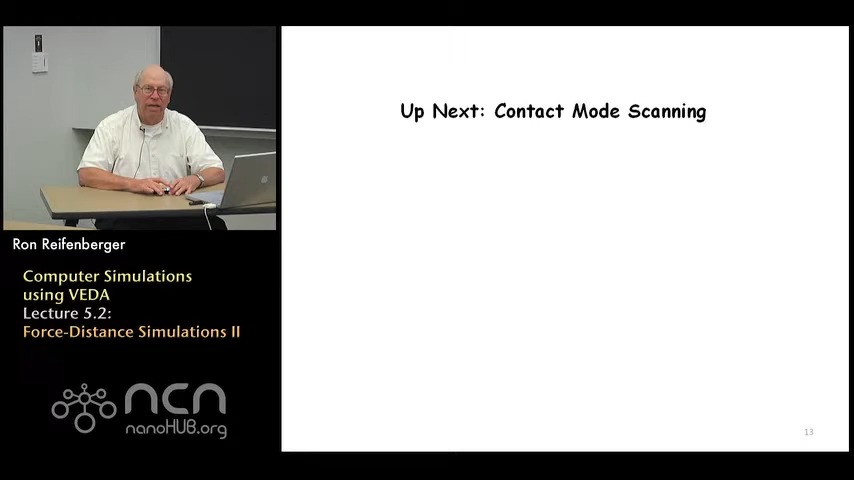 Up Next: Contact Mode Scanning
Ron Reifenberger
Computer Simulations
using VEDA
Lecture 5.2:
Force-Distance Simulations II
ncn
nanoHUB.org
13